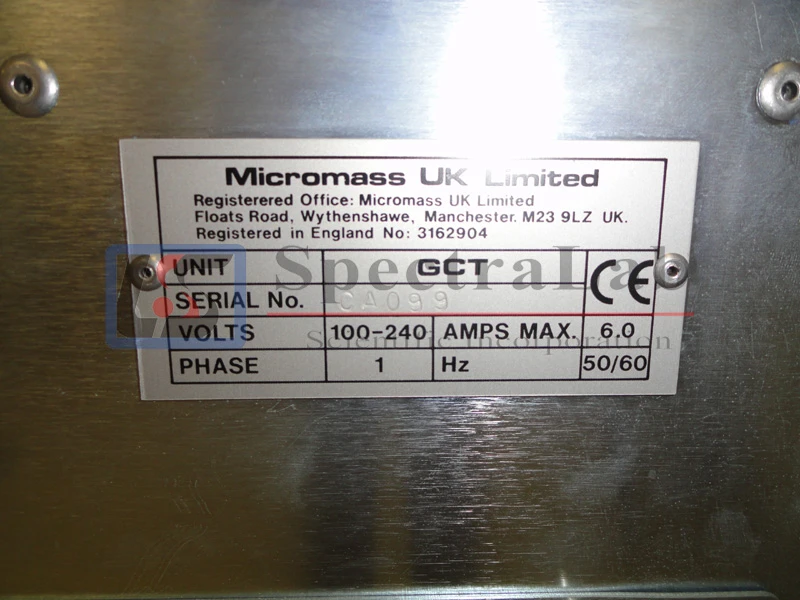 Micromass UK Limited
Registerered Office: Micromass UK Limited
Floats Road, Wythenshawe, Manchester. M23 9LZ UK.
Registered in England No: 3162904
UNIT GCT CE
SERIAL No. CA099
VOLTS 100-240 AMPS MAX. 6.0
PHASE 1 Hz 50/60
SpectraLab
Scientific Incorporation